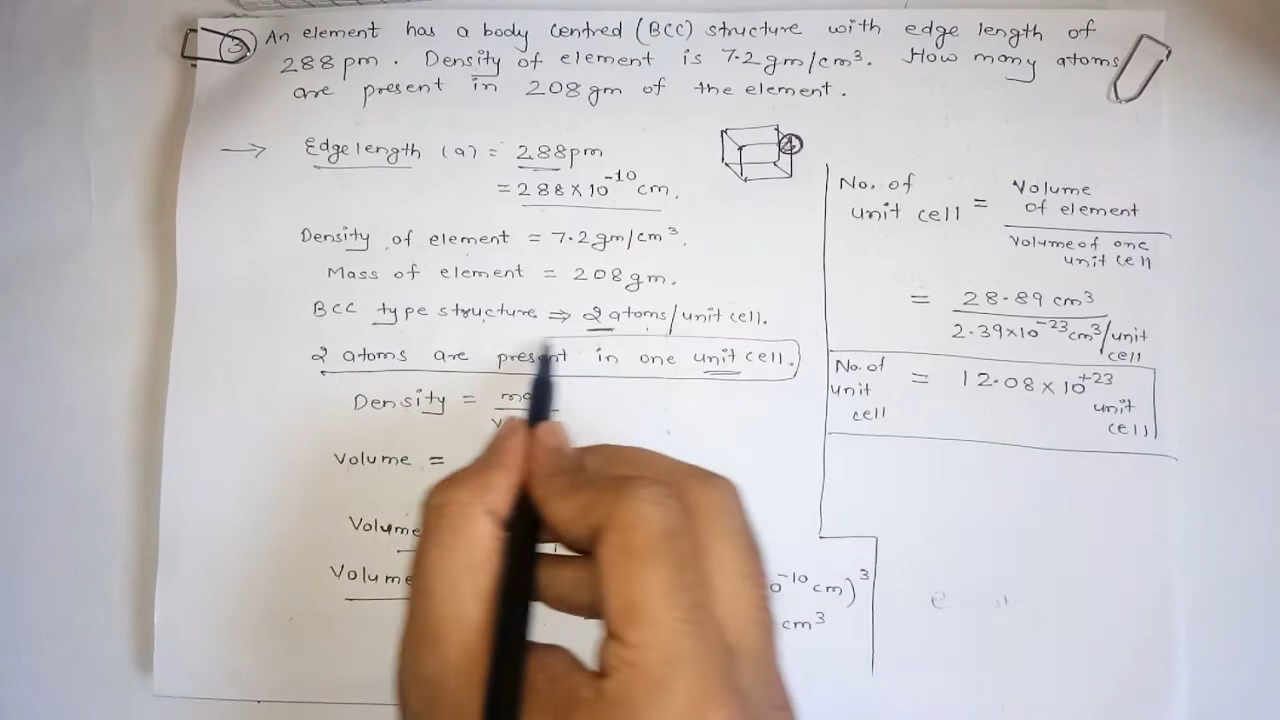 ③ An element has a body centred (BCC) structure with edge length of
288 pm. Density of element is 7.2 gm/cm³. How many atoms
are present in 208 gm of the element.
→ Edge length (a) = 288 pm
= 288 × 10⁻¹⁰ cm.
Density of element = 7.2 gm/cm³.
Mass of element = 208 gm.
BCC type structure ⇒ 2 atoms/unit cell.
2 atoms are present in one unit cell.
Density =
Volume =
Volume
Volume
0⁻¹⁰ cm)³
cm³
No. of unit cell = Volume of element / Volume of one unit cell
= 28.89 cm³ / 2.39×10⁻²³ cm³/unit cell
No. of unit cell = 12.08 × 10⁺²³ unit cell